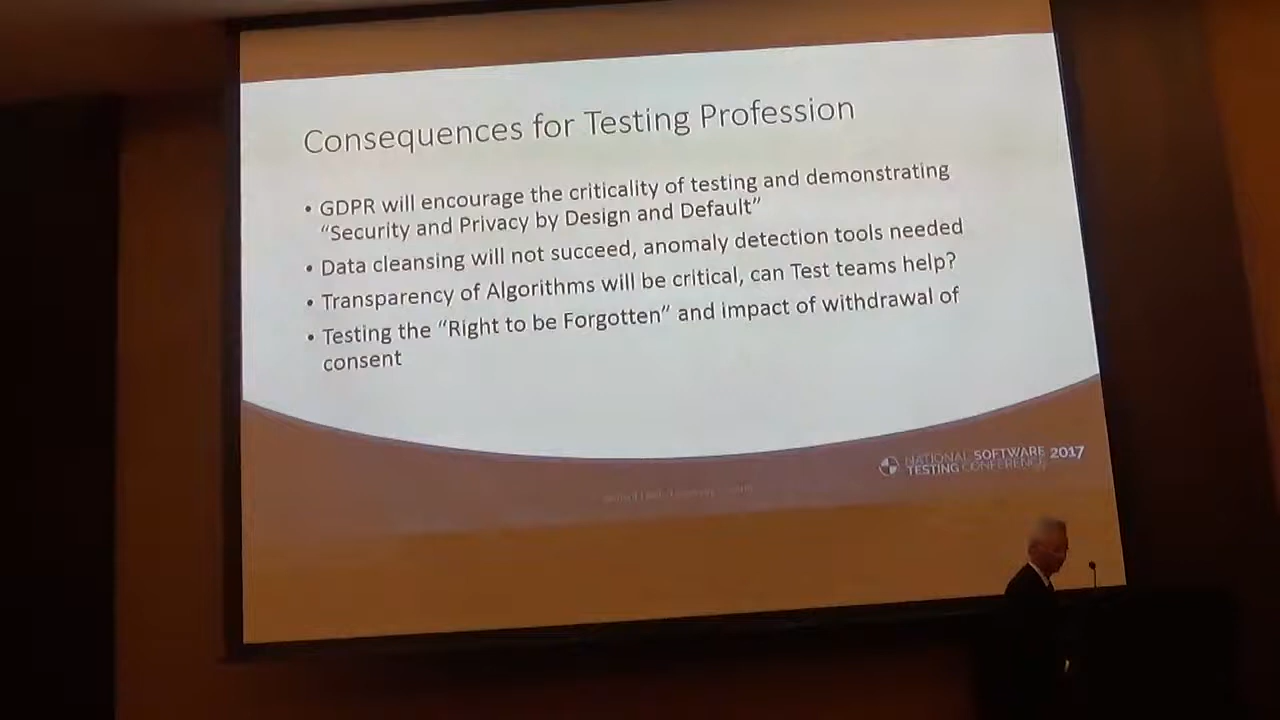 Consequences for Testing Profession
• GDPR will encourage the criticality of testing and demonstrating
“Security and Privacy by Design and Default”
• Data cleansing will not succeed, anomaly detection tools needed
• Transparency of Algorithms will be critical, can Test teams help?
• Testing the “Right to be Forgotten” and impact of withdrawal of
consent
NATIONAL SOFTWARE 2017
TESTING CONFERENCE